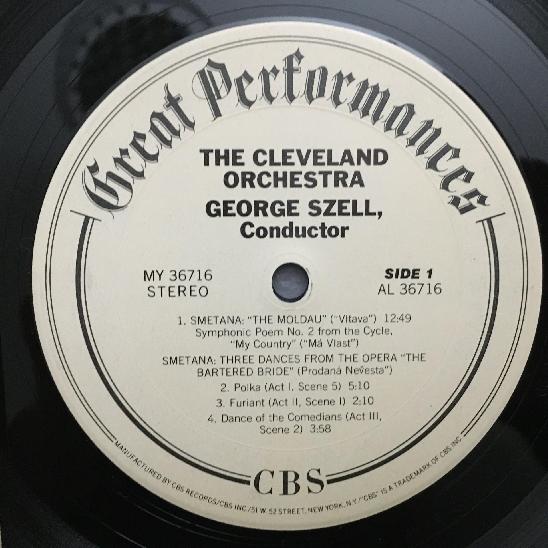 Great Performances
THE CLEVELAND
ORCHESTRA
GEORGE SZELL,
Conductor
MY 36716
STEREO
SIDE 1
AL 36716
1. SMETANA: "THE MOLDAU" ("Vltava") 12:49
Symphonic Poem No. 2 from the Cycle,
"My Country" ("Má Vlast")
SMETANA: THREE DANCES FROM THE OPERA "THE
BARTERED BRIDE" (Prodaná Nevĕsta")
2. Polka (Act I, Scene 5) 5:10
3. Furiant (Act II, Scene I) 2:10
4. Dance of the Comedians (Act III,
Scene 2) 3:58
CBS
MANUFACTURED BY CBS RECORDS/CBS INC./51 W. 52 STREET, NEW YORK, N.Y./"CBS" IS A TRADEMARK OF CBS INC.